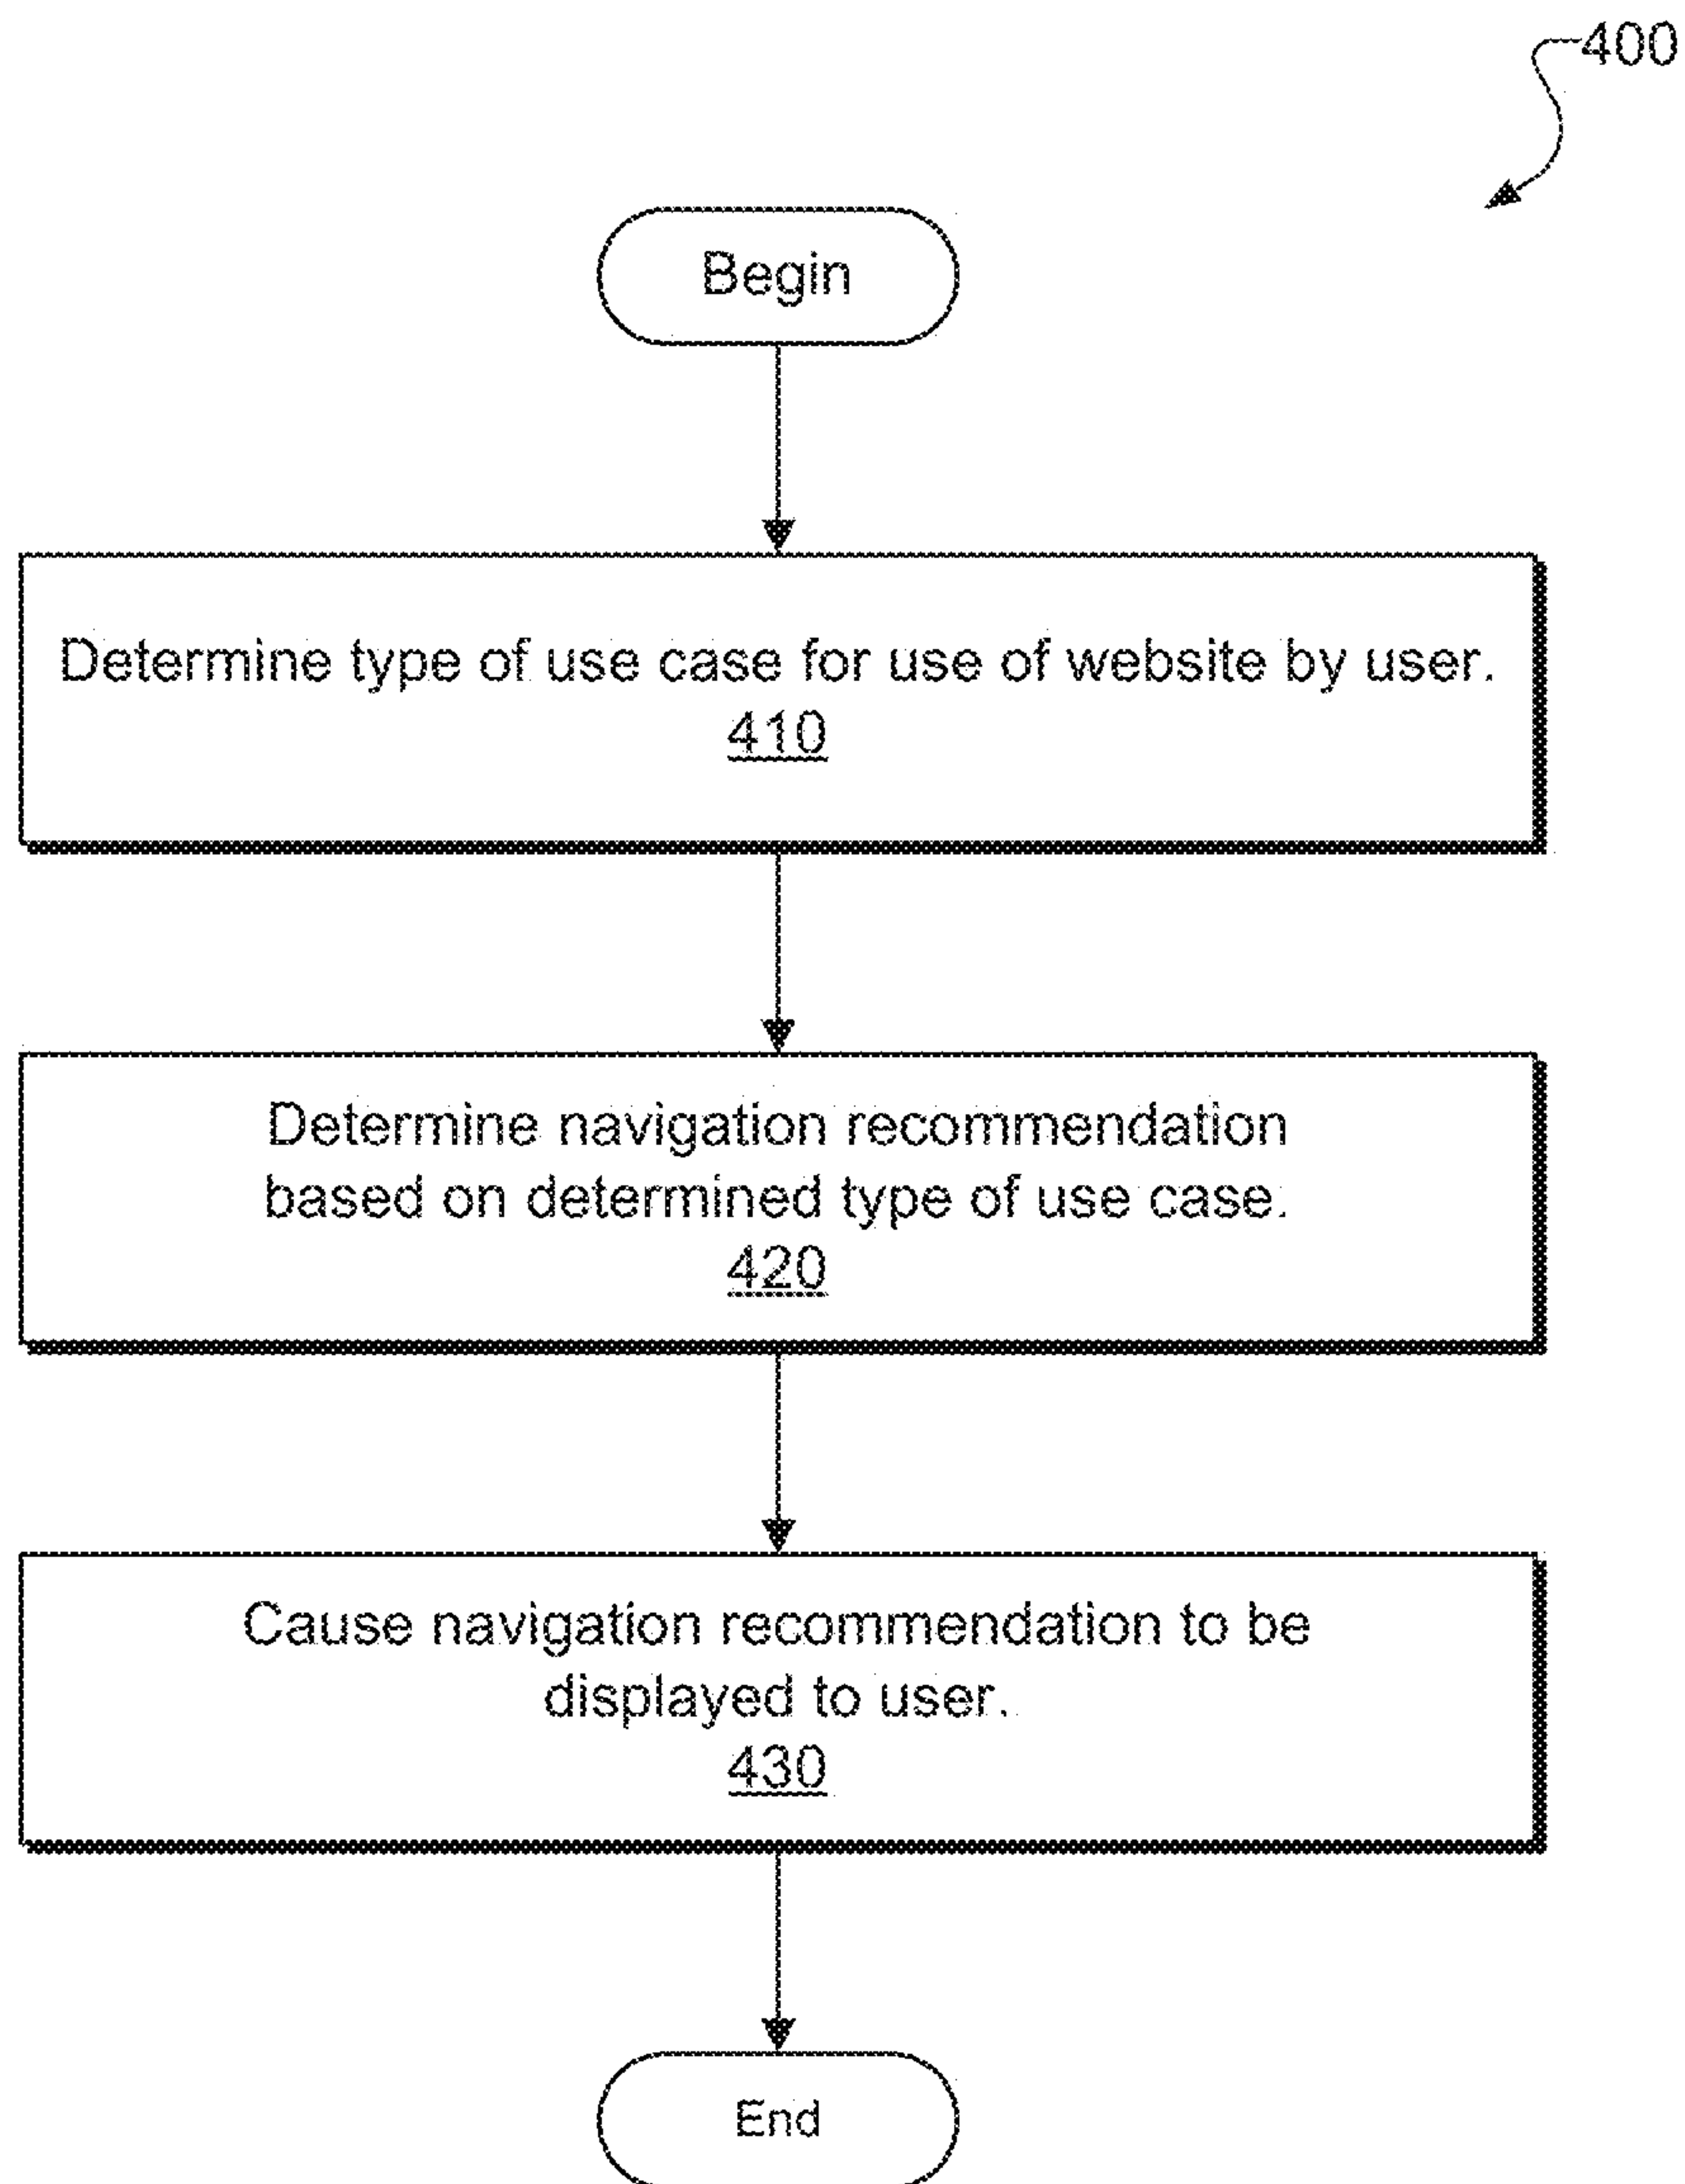 400
Begin
Determine type of use case for use of website by user.
410
Determine navigation recommendation
based on determined type of use case.
420
Cause navigation recommendation to be
displayed to user.
430
End